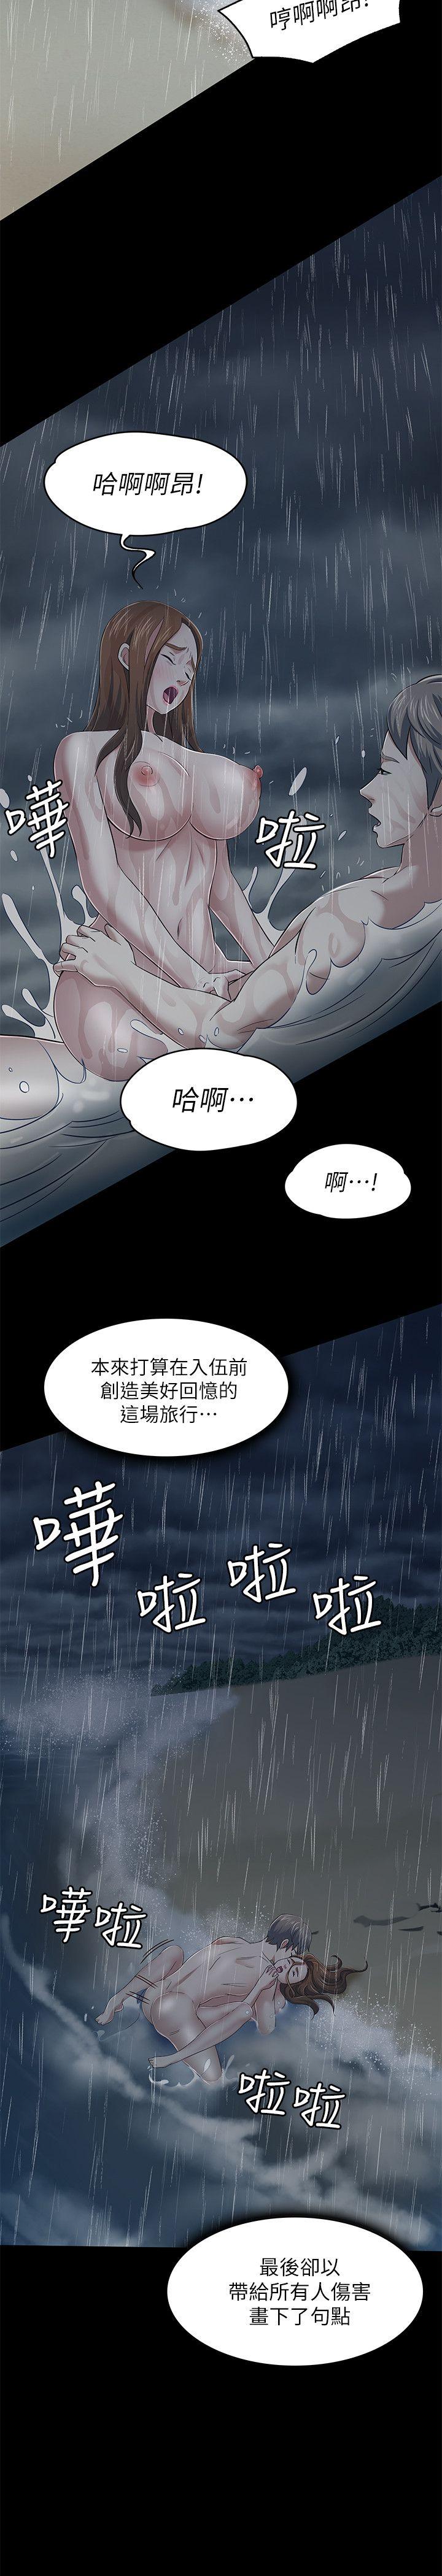 哼啊啊昂!
哈啊啊昂!
嘩
啦
哈啊…
啊…!
本來打算在入伍前
創造美好回憶的
這場旅行…
嘩
啦
啦
啦
嘩啦
啦啦
最後卻以
帶給所有人傷害
畫下了句點